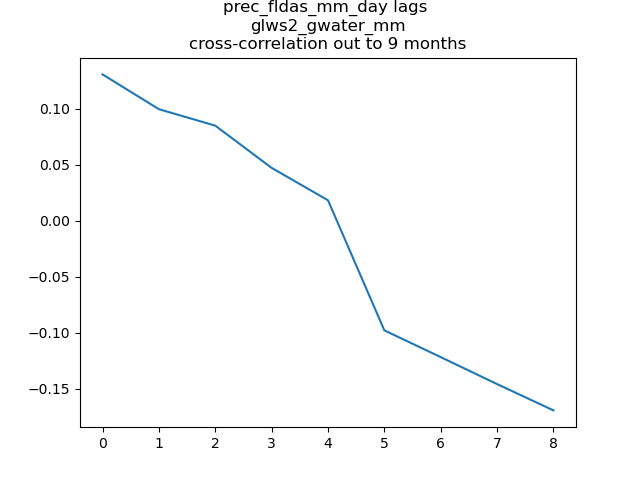 prec_fldas_mm_day lags
glws2_gwater_mm
cross-correlation out to 9 months
0.10
0.05
0.00
−0.05
−0.10
−0.15
0 1 2 3 4 5 6 7 8